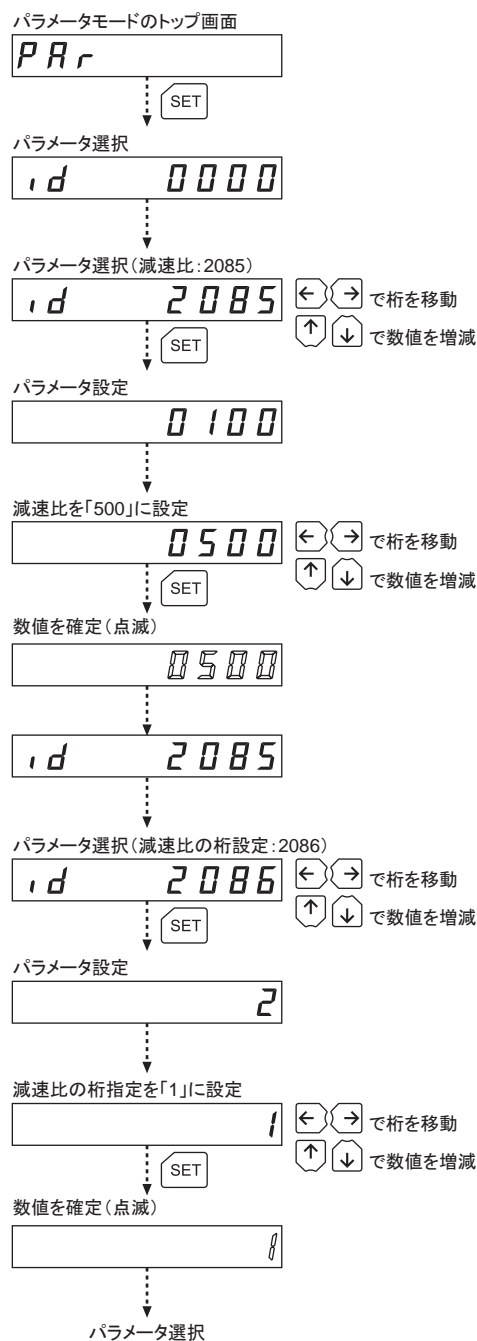 パラメータモードのトップ画面
PAr
SET
パラメータ選択
id 0000
パラメータ選択(減速比:2085)
id 2085 ← → で桁を移動
↑ ↓ で数値を増減
SET
パラメータ設定
0100
減速比を「500」に設定
0500 ← → で桁を移動
↑ ↓ で数値を増減
SET
数値を確定(点滅)
0500
id 2085
パラメータ選択(減速比の桁設定:2086)
id 2086 ← → で桁を移動
↑ ↓ で数値を増減
SET
パラメータ設定
2
減速比の桁指定を「1」に設定
1 ← → で桁を移動
↑ ↓ で数値を増減
SET
数値を確定(点滅)
1
パラメータ選択